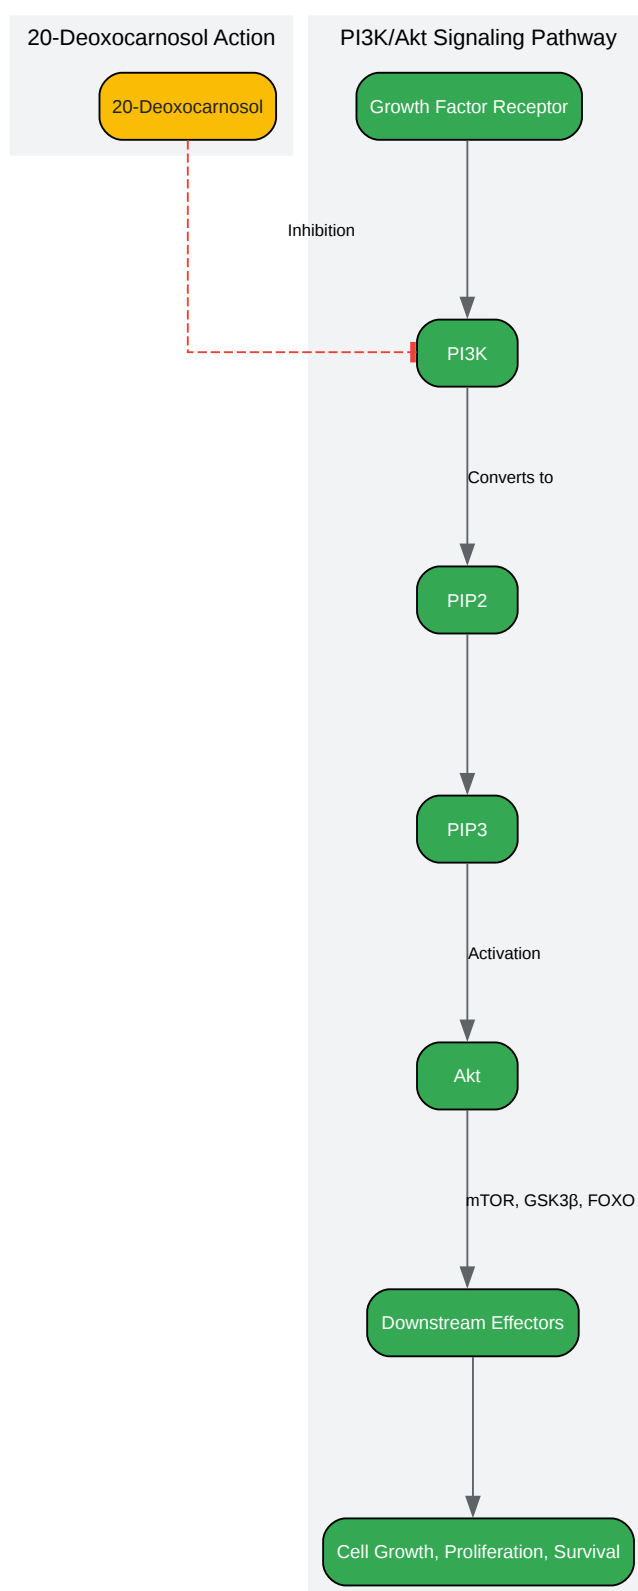 20-Deoxocarnosol Action
PI3K/Akt Signaling Pathway
20-Deoxocarnosol
Growth Factor Receptor
Inhibition
PI3K
Converts to
PIP2
PIP3
Activation
Akt
mTOR, GSK3β, FOXO
Downstream Effectors
Cell Growth, Proliferation, Survival